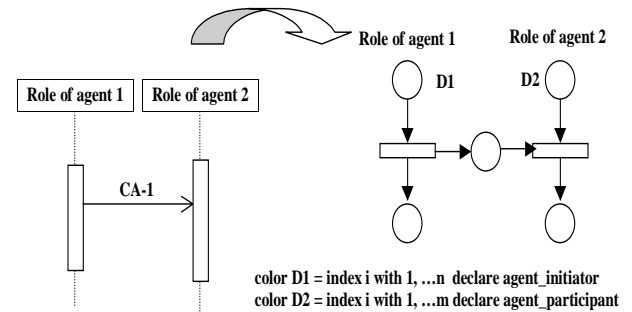 Role of agent 1
Role of agent 2
D1
D2
Role of agent 1
Role of agent 2
CA-1
color D1 = index i with 1, …n declare agent_initiator
color D2 = index i with 1, …m declare agent_participant